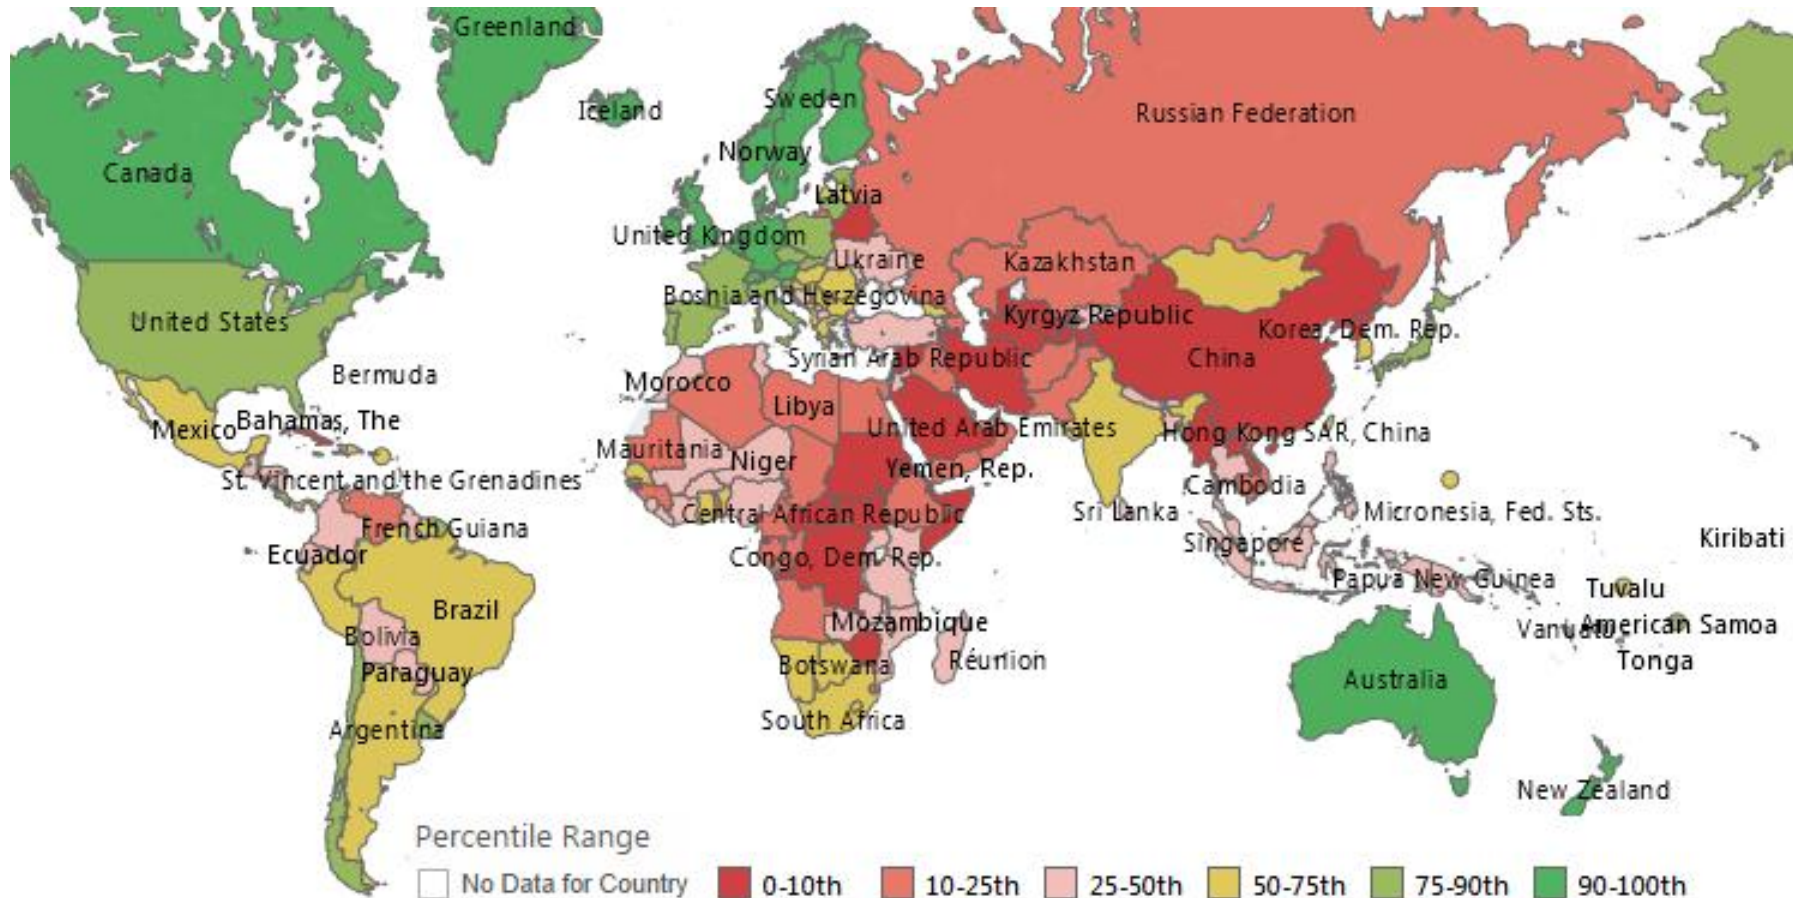 Greenland
Iceland
Sweden
Russian Federation
Norway
Canada
Latvia
United Kingdom
Ukraine
Kazakhstan
Bosnia and Herzegovina
United States
Kyrgyz Republic
Korea, Dem. Rep.
Syrian Arab Republic
China
Bermuda
Morocco
Libya
Mexico
Bahamas, The
United Arab Emirates
Hong Kong SAR, China
Mauritania
Niger
Yemen, Rep.
St. Vincent and the Grenadines
Cambodia
Central African Republic
Sri Lanka
Micronesia, Fed. Sts.
French Guiana
Ecuador
Congo, Dem. Rep.
Singapore
Kiribati
Papua New Guinea
Tuvalu
Brazil
Bolivia
Mozambique
Vanuatu
American Samoa
Paraguay
Botswana
Réunion
Tonga
Australia
Argentina
South Africa
New Zealand
Percentile Range
No Data for Country
0-10th
10-25th
25-50th
50-75th
75-90th
90-100th